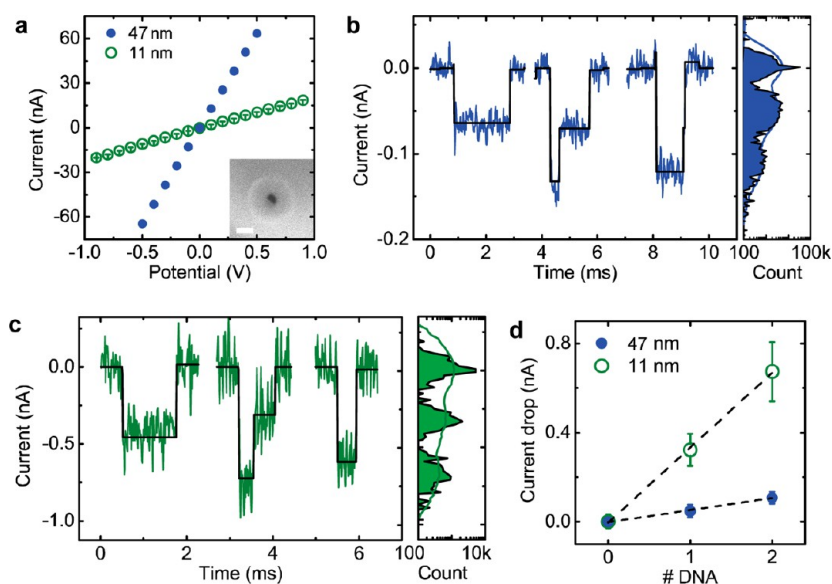 a
47 nm
11 nm
60
30
0
-30
-60
Current (nA)
-1.0 -0.5 0.0 0.5 1.0
Potential (V)
b
0.0
-0.1
-0.2
Current (nA)
0 2 4 6 8 10
Time (ms)
100 100k
Count
c
0.0
-0.5
-1.0
Current (nA)
0 2 4 6
Time (ms)
100 10k
Count
d
47 nm
11 nm
0.8
0.4
0.0
Current drop (nA)
0 1 2
# DNA